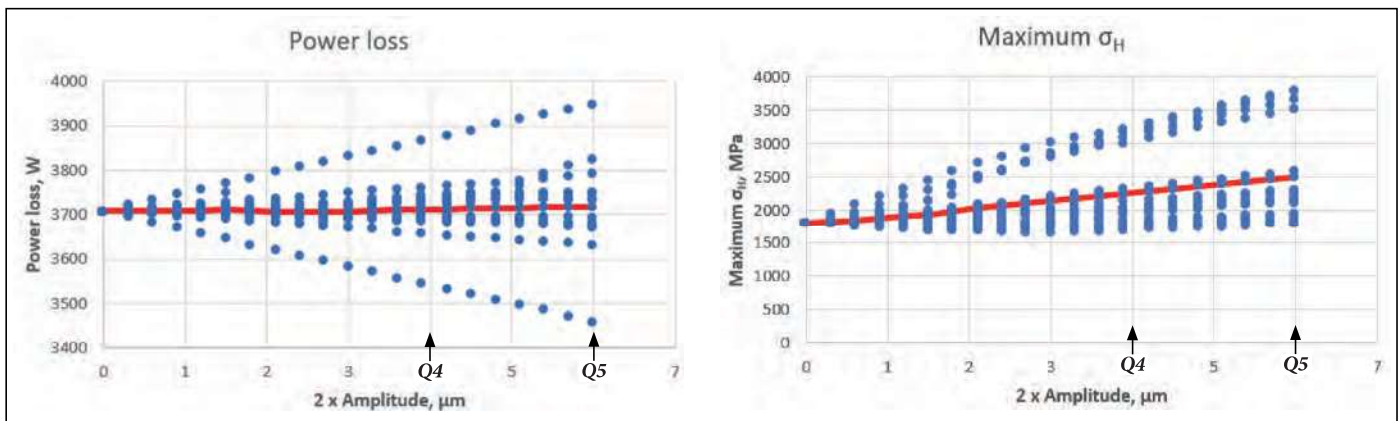 Power loss
4000
3900
3800
3700
3600
3500
3400
Power loss, W
0 1 2 3 5 7
Q4 Q5
2 x Amplitude, µm
Maximum σH
4000
3500
3000
2500
2000
1500
1000
500
0
Maximum σH, MPa
0 1 2 3 5 7
Q4 Q5
2 x Amplitude, µm